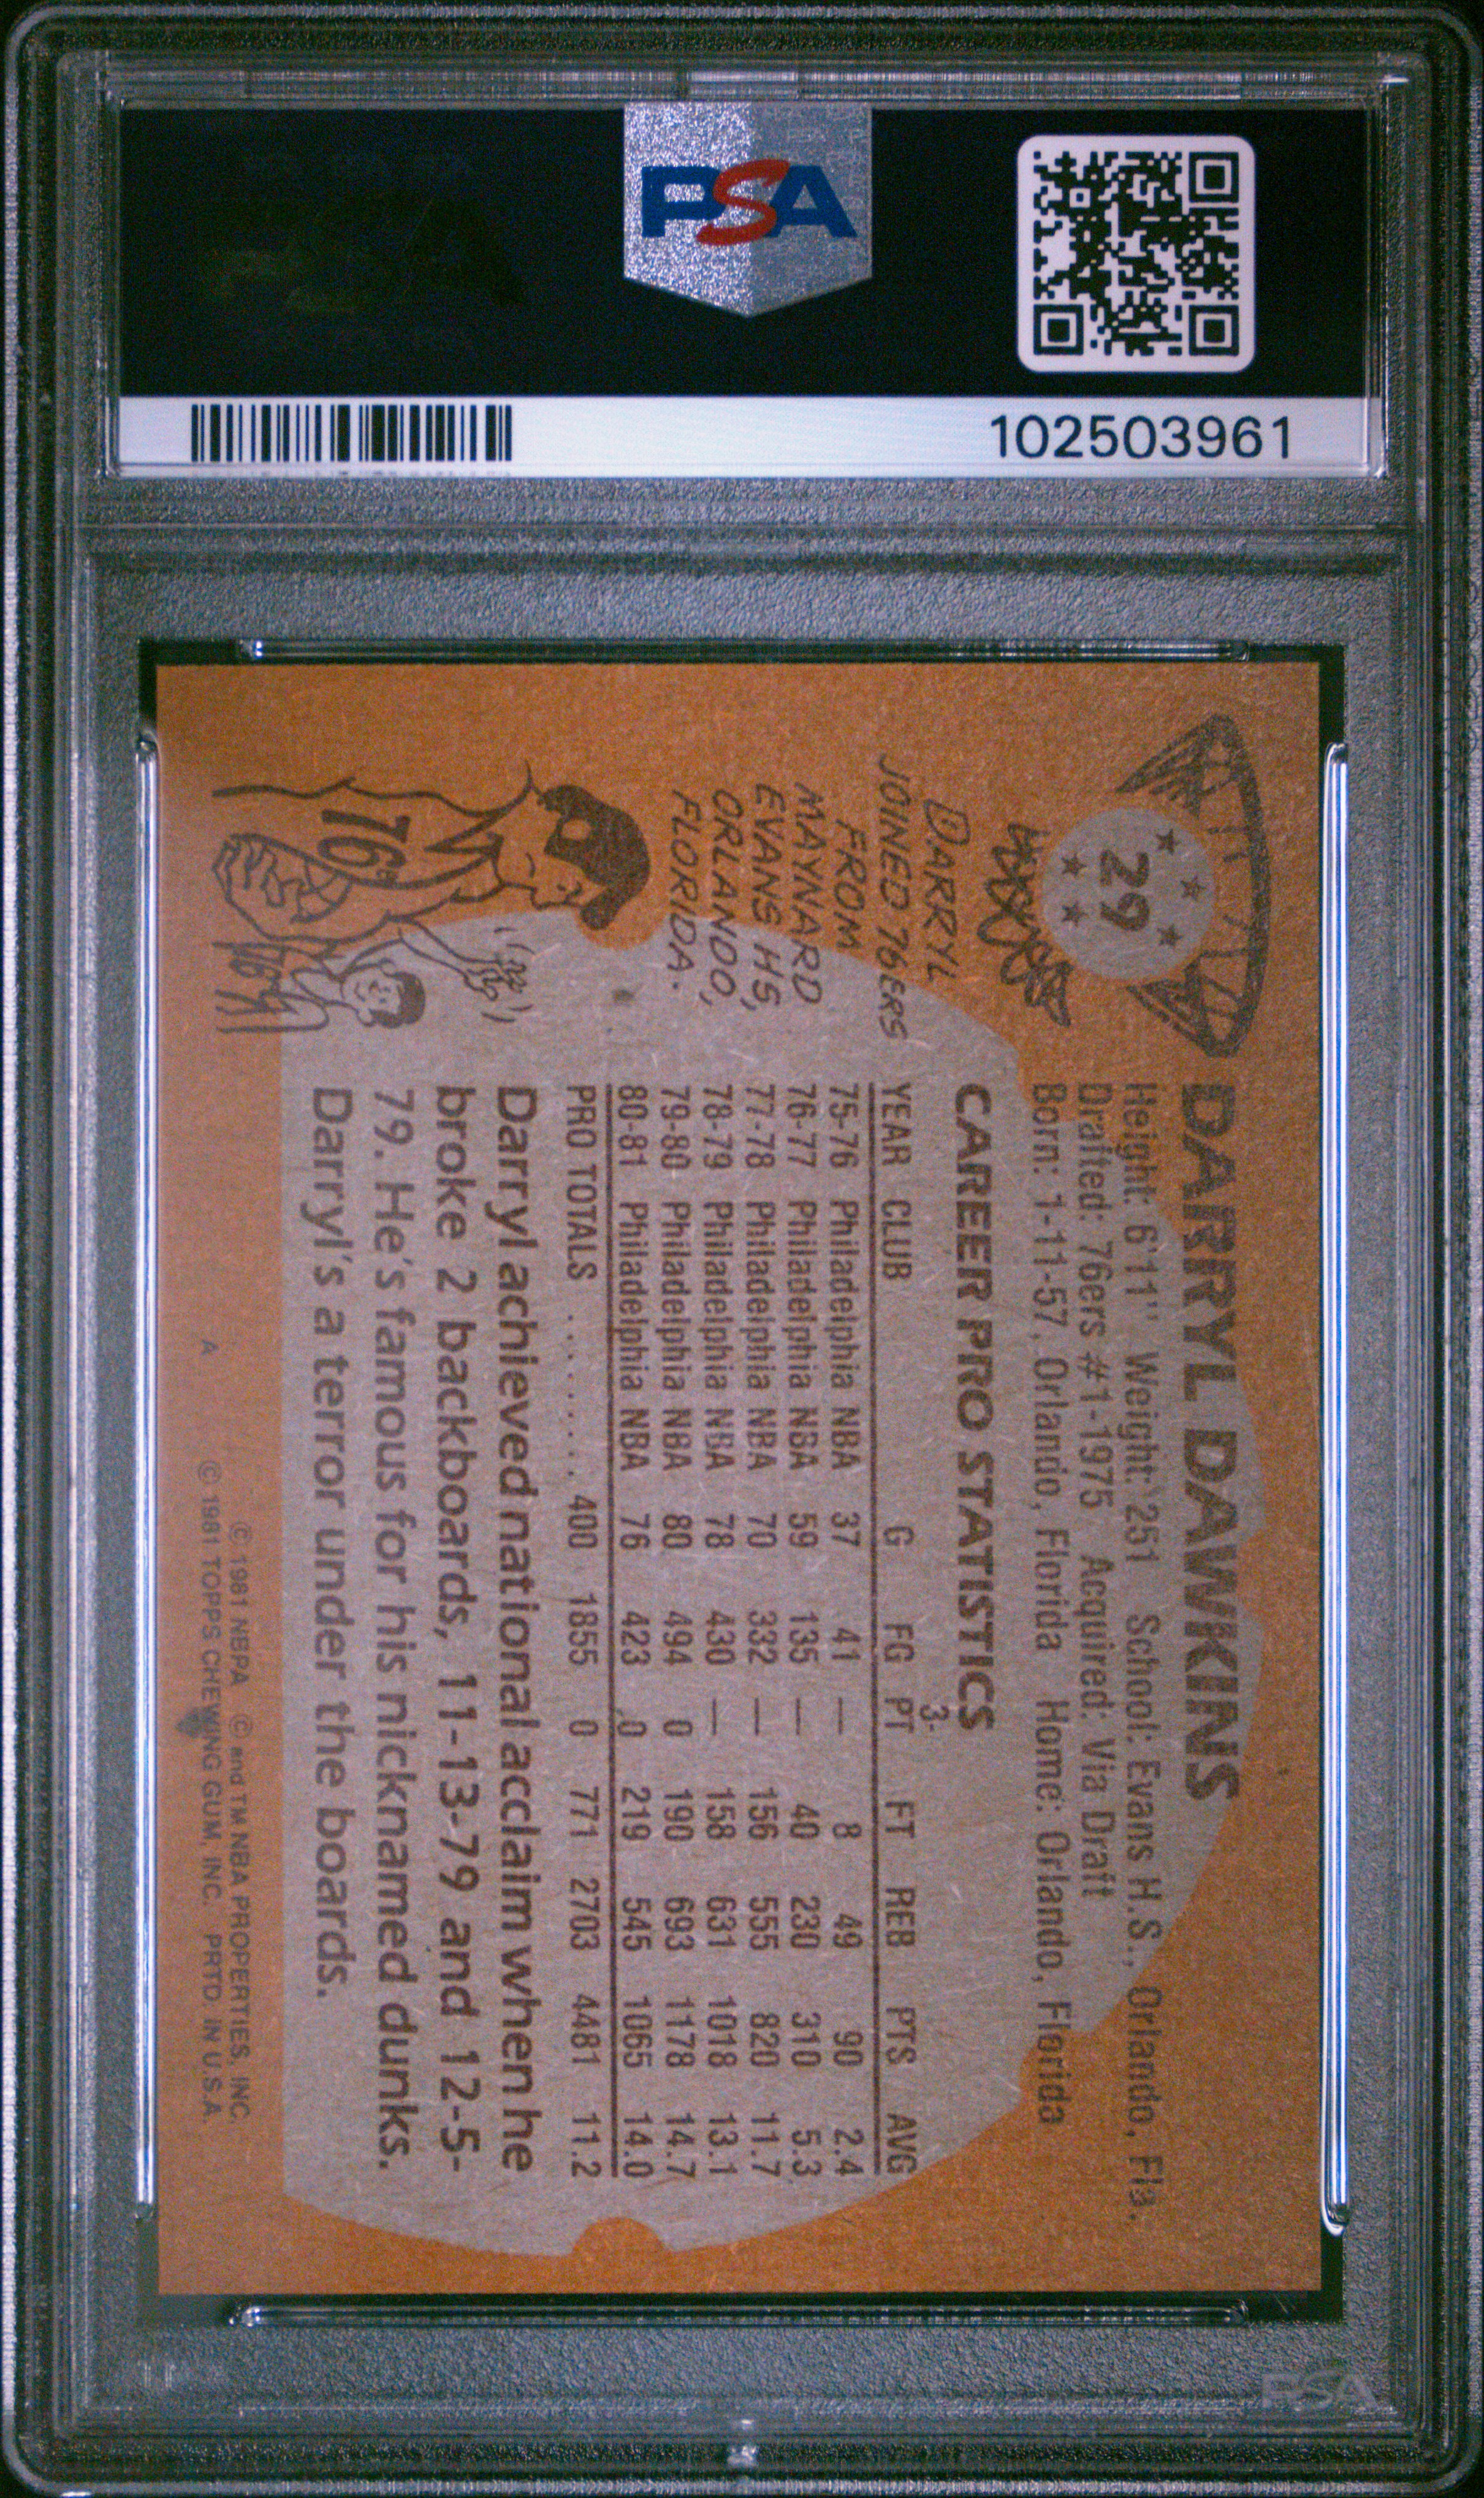 PSA
102503961
29
DARRYL DAWKINS
Height: 6'11" Weight: 251 School: Evans H.S., Orlando, Fla.
Drafted: 76ers #1-1975 Acquired: Via Draft
Born: 1-11-57, Orlando, Florida Home: Orlando, Florida
DARRYL
JOINED 76ERS
FROM
MAYNARD
EVANS HS,
ORLANDO,
FLORIDA.
76er
CAREER PRO STATISTICS
YEAR CLUB G FG 3-PT FT REB PTS AVG
75-76 Philadelphia NBA 37 41 — 8 49 90 2.4
76-77 Philadelphia NBA 59 135 — 40 230 310 5.3
77-78 Philadelphia NBA 70 332 — 156 555 820 11.7
78-79 Philadelphia NBA 78 430 — 158 631 1018 13.1
79-80 Philadelphia NBA 80 494 0 190 693 1178 14.7
80-81 Philadelphia NBA 76 423 0 219 545 1065 14.0
PRO TOTALS ........ 400 1855 0 771 2703 4481 11.2
Darryl achieved national acclaim when he
broke 2 backboards, 11-13-79 and 12-5-
79. He's famous for his nicknamed dunks.
Darryl's a terror under the boards.
© 1981 NBPA © and TM NBA PROPERTIES, INC.
A © 1981 TOPPS CHEWING GUM, INC. PRTD. IN U.S.A.
PSA